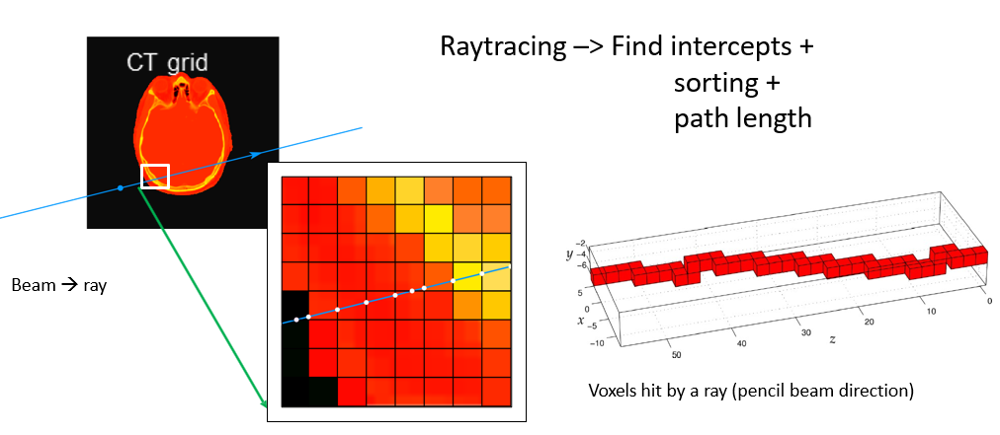 Raytracing –> Find intercepts +
sorting +
path length
CT grid
Beam → ray
y
−2
−4
−6
5
0
−5
−10
x
50
40
30
20
10
0
z
Voxels hit by a ray (pencil beam direction)